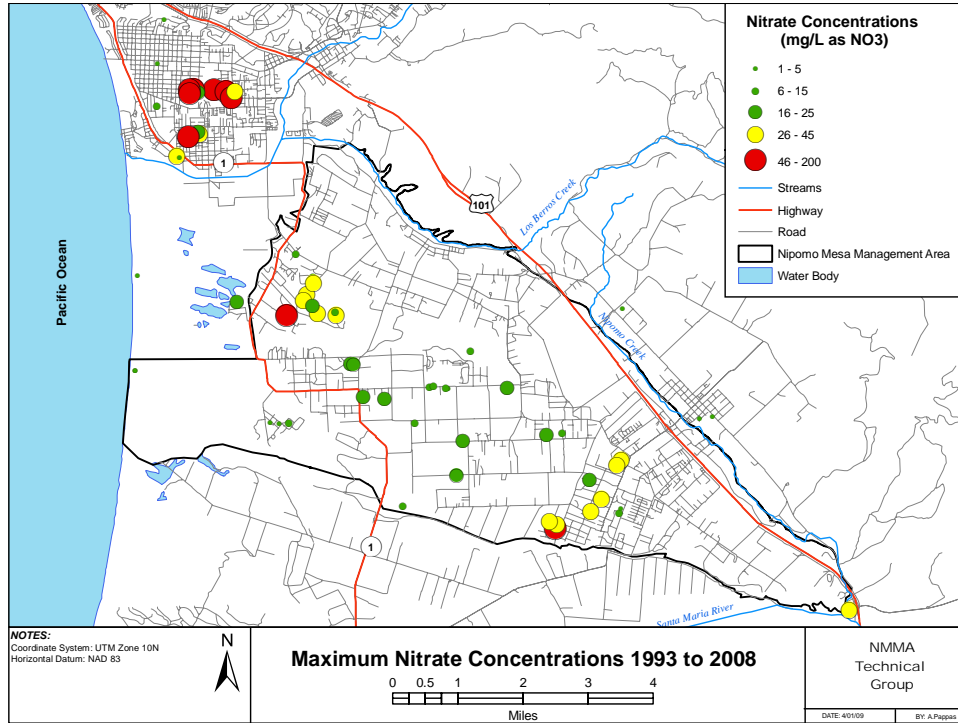 Nitrate Concentrations
(mg/L as NO3)
1 - 5
6 - 15
16 - 25
26 - 45
46 - 200
Streams
Highway
Road
Nipomo Mesa Management Area
Water Body
1
101
Los Berros Creek
Pacific Ocean
Nipomo Creek
1
Santa Maria River
NOTES:
Coordinate System: UTM Zone 10N
Horizontal Datum: NAD 83
N
Maximum Nitrate Concentrations 1993 to 2008
0 0.5 1 2 3 4
Miles
NMMA
Technical
Group
DATE: 4/01/09 BY: A.Pappas